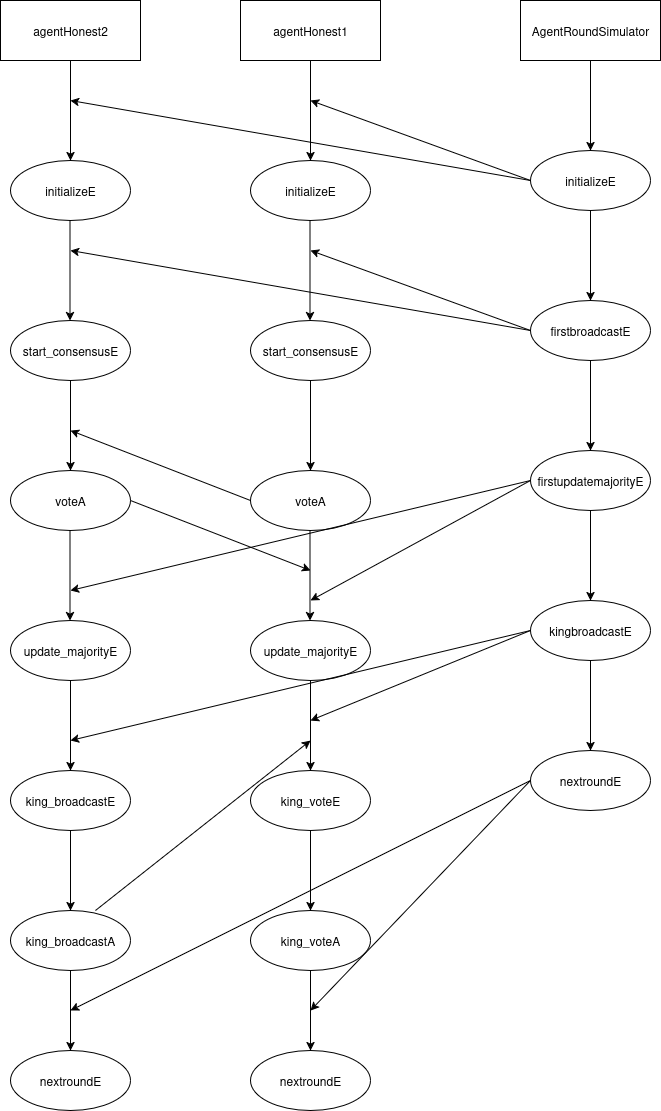 agentHonest2
agentHonest1
AgentRoundSimulator
initializeE
initializeE
initializeE
firstbroadcastE
start_consensusE
start_consensusE
voteA
voteA
firstupdatemajorityE
update_majorityE
update_majorityE
kingbroadcastE
king_broadcastE
king_voteE
nextroundE
king_broadcastA
king_voteA
nextroundE
nextroundE